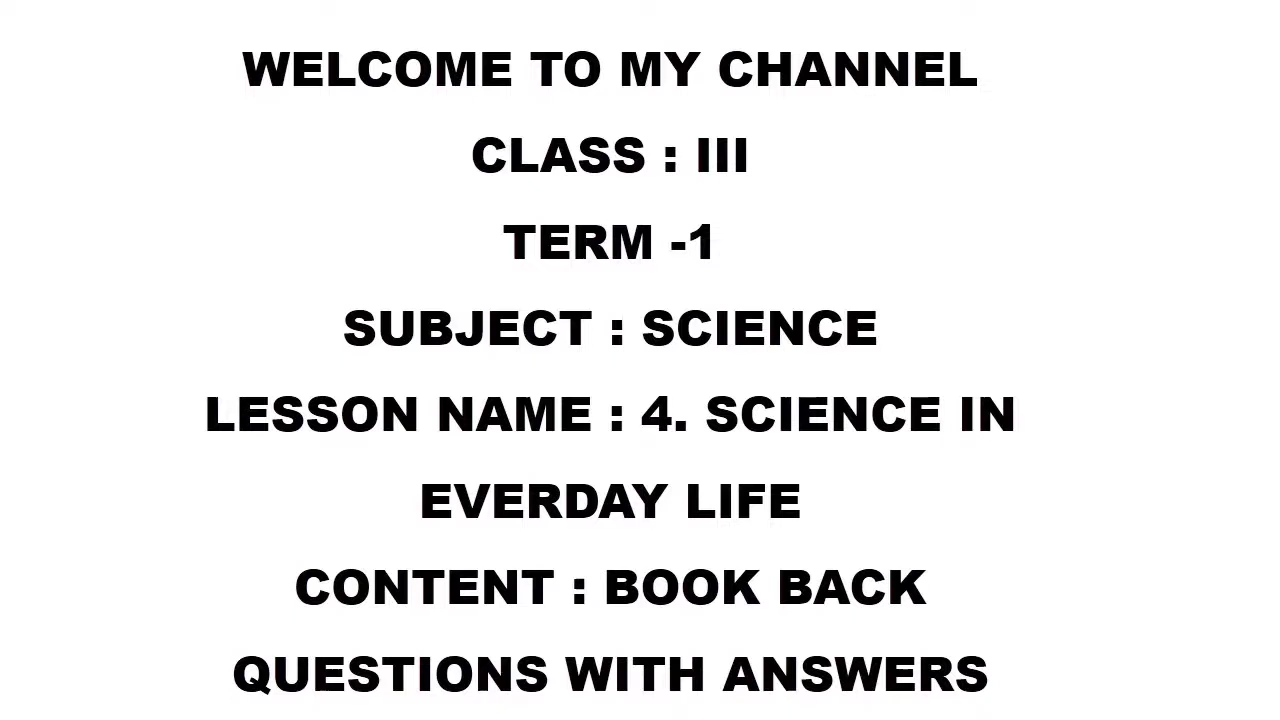 WELCOME TO MY CHANNEL
CLASS : III
TERM -1
SUBJECT : SCIENCE
LESSON NAME : 4. SCIENCE IN
EVERDAY LIFE
CONTENT : BOOK BACK
QUESTIONS WITH ANSWERS